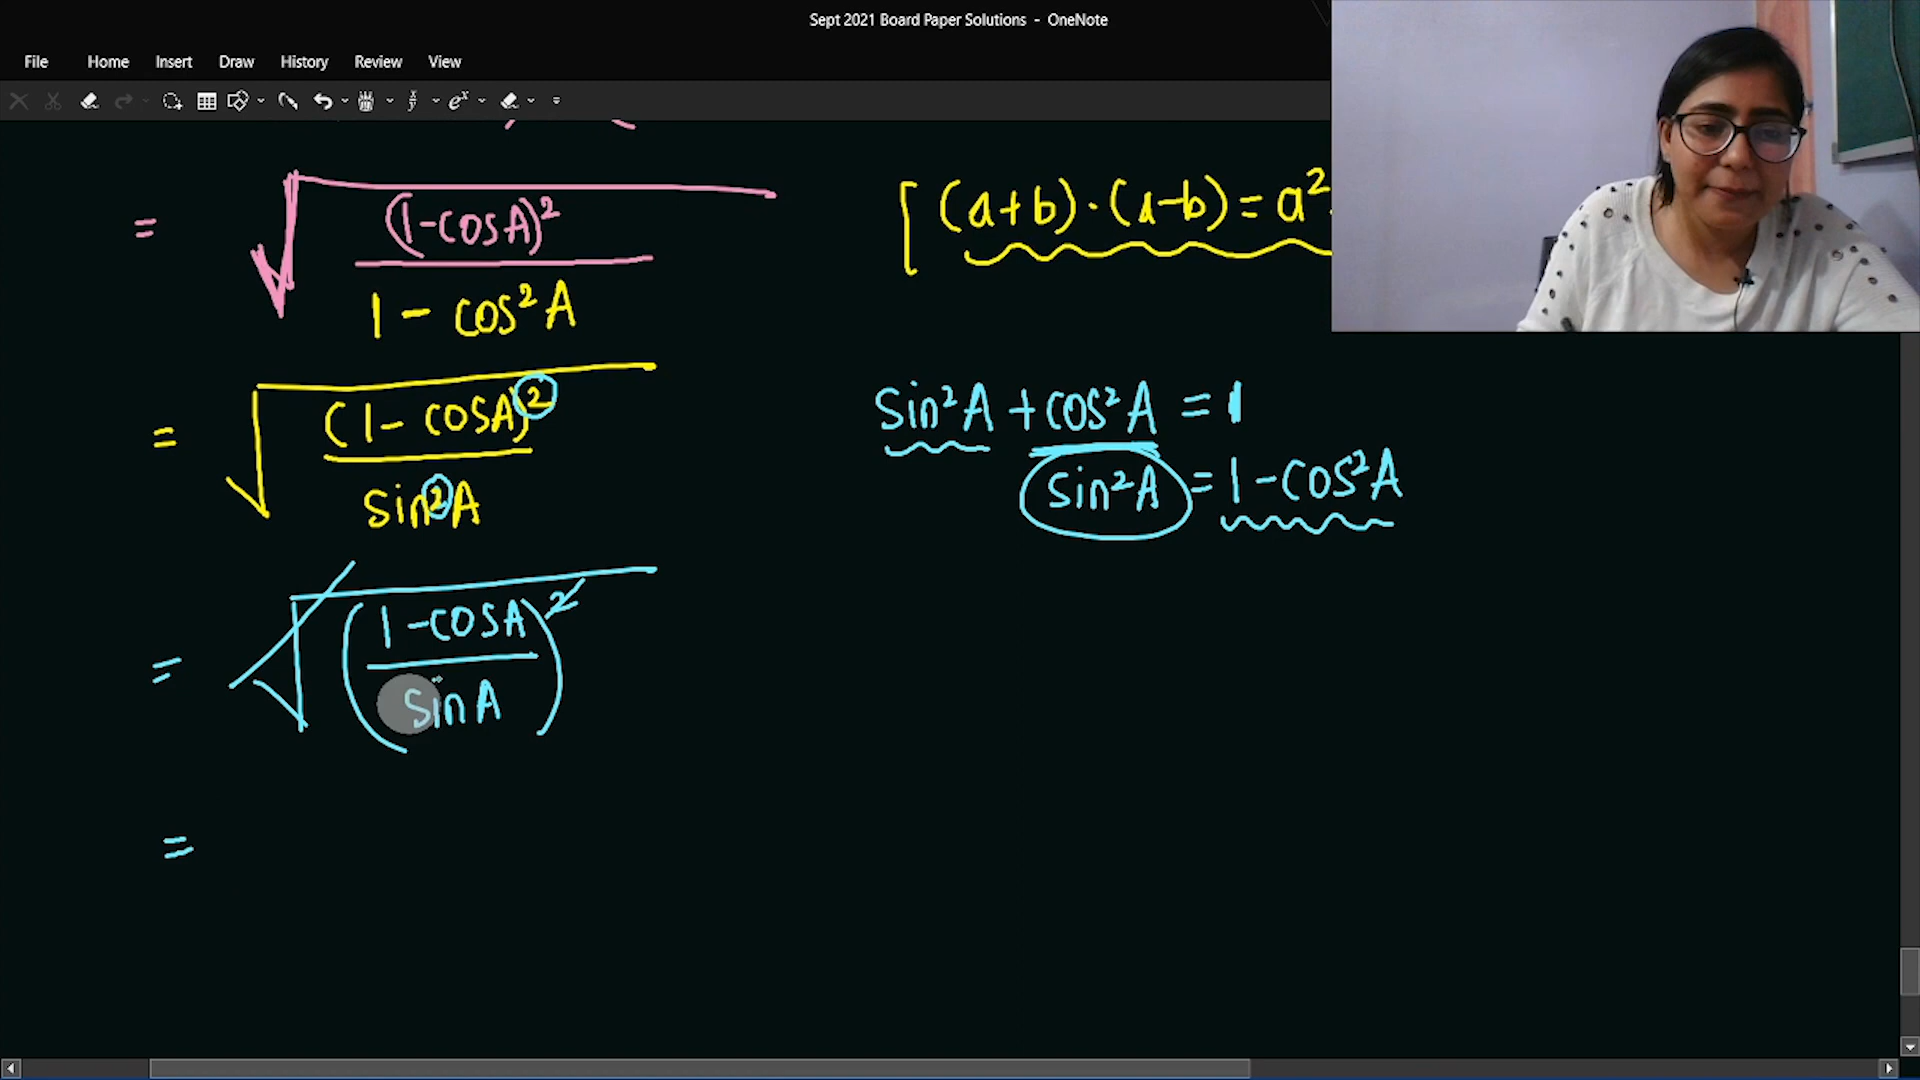 Sept 2021 Board Paper Solutions - OneNote
File Home Insert Draw History Review View
= √((1-cosA)² / (1 - cos²A))
[(a+b)·(a-b)=a²
= √((1-cosA)² / sin²A)
sin²A + cos²A = 1
sin²A = 1-cos²A
= √((1-cosA / sinA)²)
=